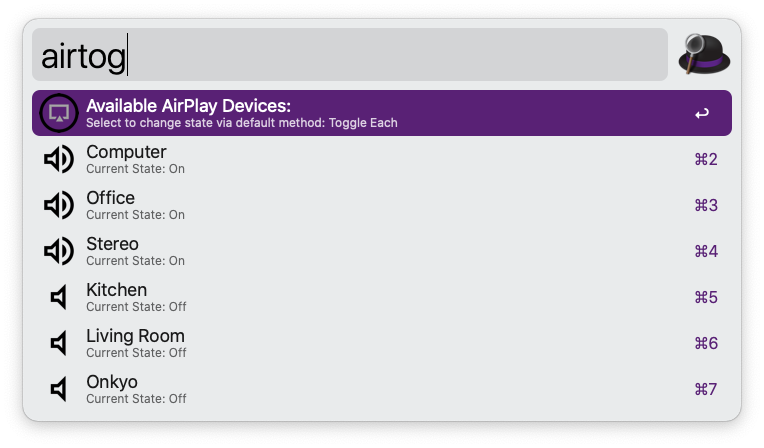 airtog
Available AirPlay Devices:
Select to change state via default method: Toggle Each
Computer
Current State: On
⌘2
Office
Current State: On
⌘3
Stereo
Current State: On
⌘4
Kitchen
Current State: Off
⌘5
Living Room
Current State: Off
⌘6
Onkyo
Current State: Off
⌘7